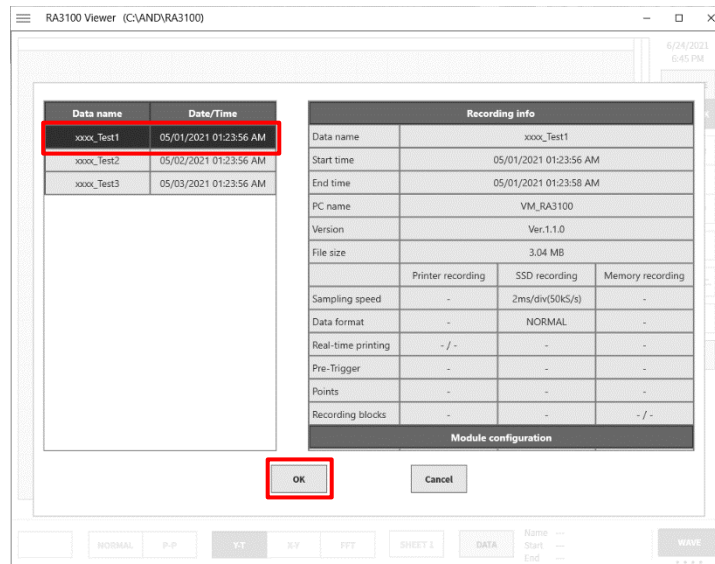 RA3100 Viewer (C:\AND\RA3100)
6/24/2021
6:45 PM
Data name Date/Time
xxxx_Test1 05/01/2021 01:23:56 AM
xxxx_Test2 05/02/2021 01:23:56 AM
xxxx_Test3 05/03/2021 01:23:56 AM
Recording info
Data name xxxx_Test1
Start time 05/01/2021 01:23:56 AM
End time 05/01/2021 01:23:58 AM
PC name VM_RA3100
Version Ver.1.1.0
File size 3.04 MB
Printer recording SSD recording Memory recording
Sampling speed - 2ms/div(50kS/s) -
Data format - NORMAL -
Real-time printing - / - - -
Pre-Trigger - - -
Points - - -
Recording blocks - - - / -
Module configuration
OK Cancel
NORMAL P-P Y-T X-Y FFT SHEET 1 DATA
Name ---
Start ---
End ---
WAVE